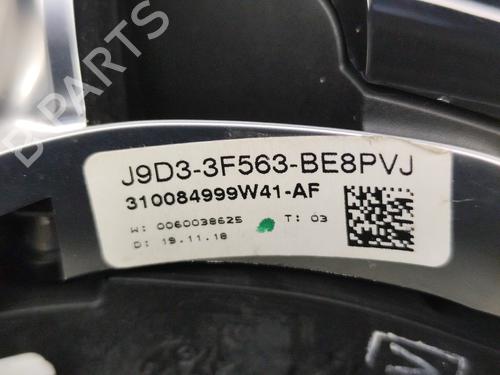 B PARTS
J9D3-3F563-BE8PVJ
310084999W41-AF
W: 0060038625 T: 03
D: 19.11.18